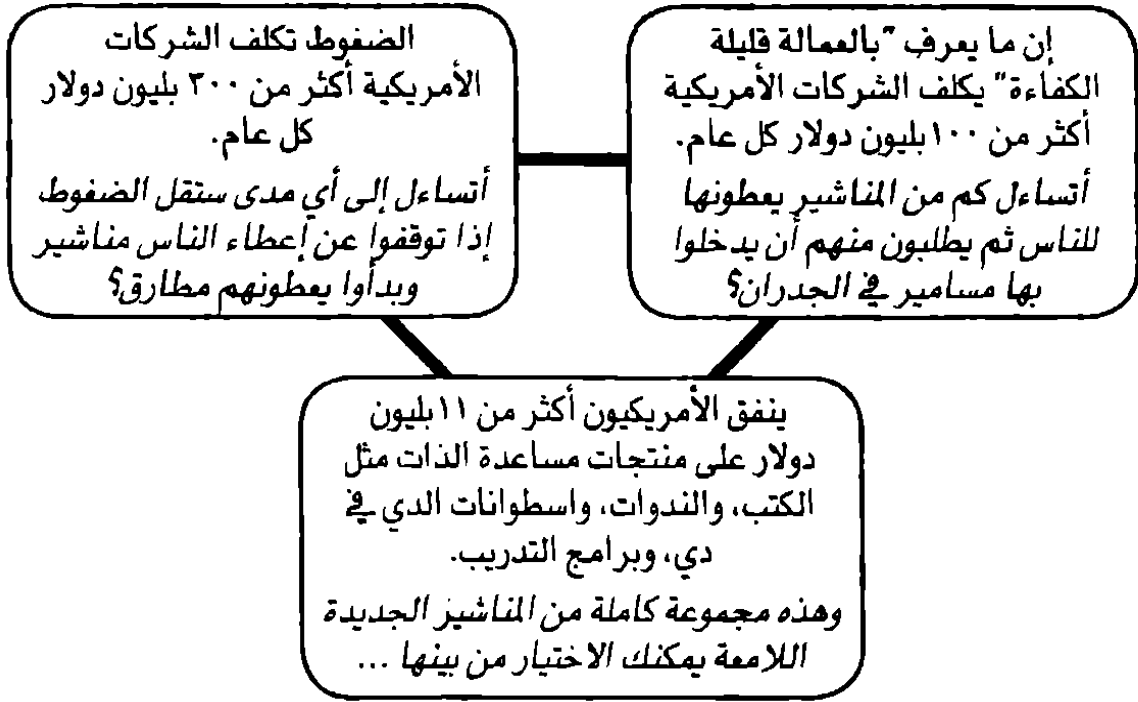 إن ما يعرف "بالعمالة قليلة
الكفاءة" يكلف الشركات الأمريكية
أكثر من ١٠٠ بليون دولار كل عام.
أتساءل كم من المناشير يعطونها
للناس ثم يطلبون منهم أن يدخلوا
بها مسامير في الجدران؟
الضغوط تكلف الشركات
الأمريكية أكثر من ٣٠٠ بليون دولار
كل عام.
أتساءل إلى أي مدى ستقل الضغوط
إذا توقفوا عن إعطاء الناس مناشير
وبدأوا يعطونهم مطارق؟
ينفق الأمريكيون أكثر من ١١ بليون
دولار على منتجات مساعدة الذات مثل
الكتب، والندوات، واسطوانات الدي في
دي، وبرامج التدريب.
وهذه مجموعة كاملة من المناشيز الجديدة
اللامعة يمكنك الاختيار من بينها ...